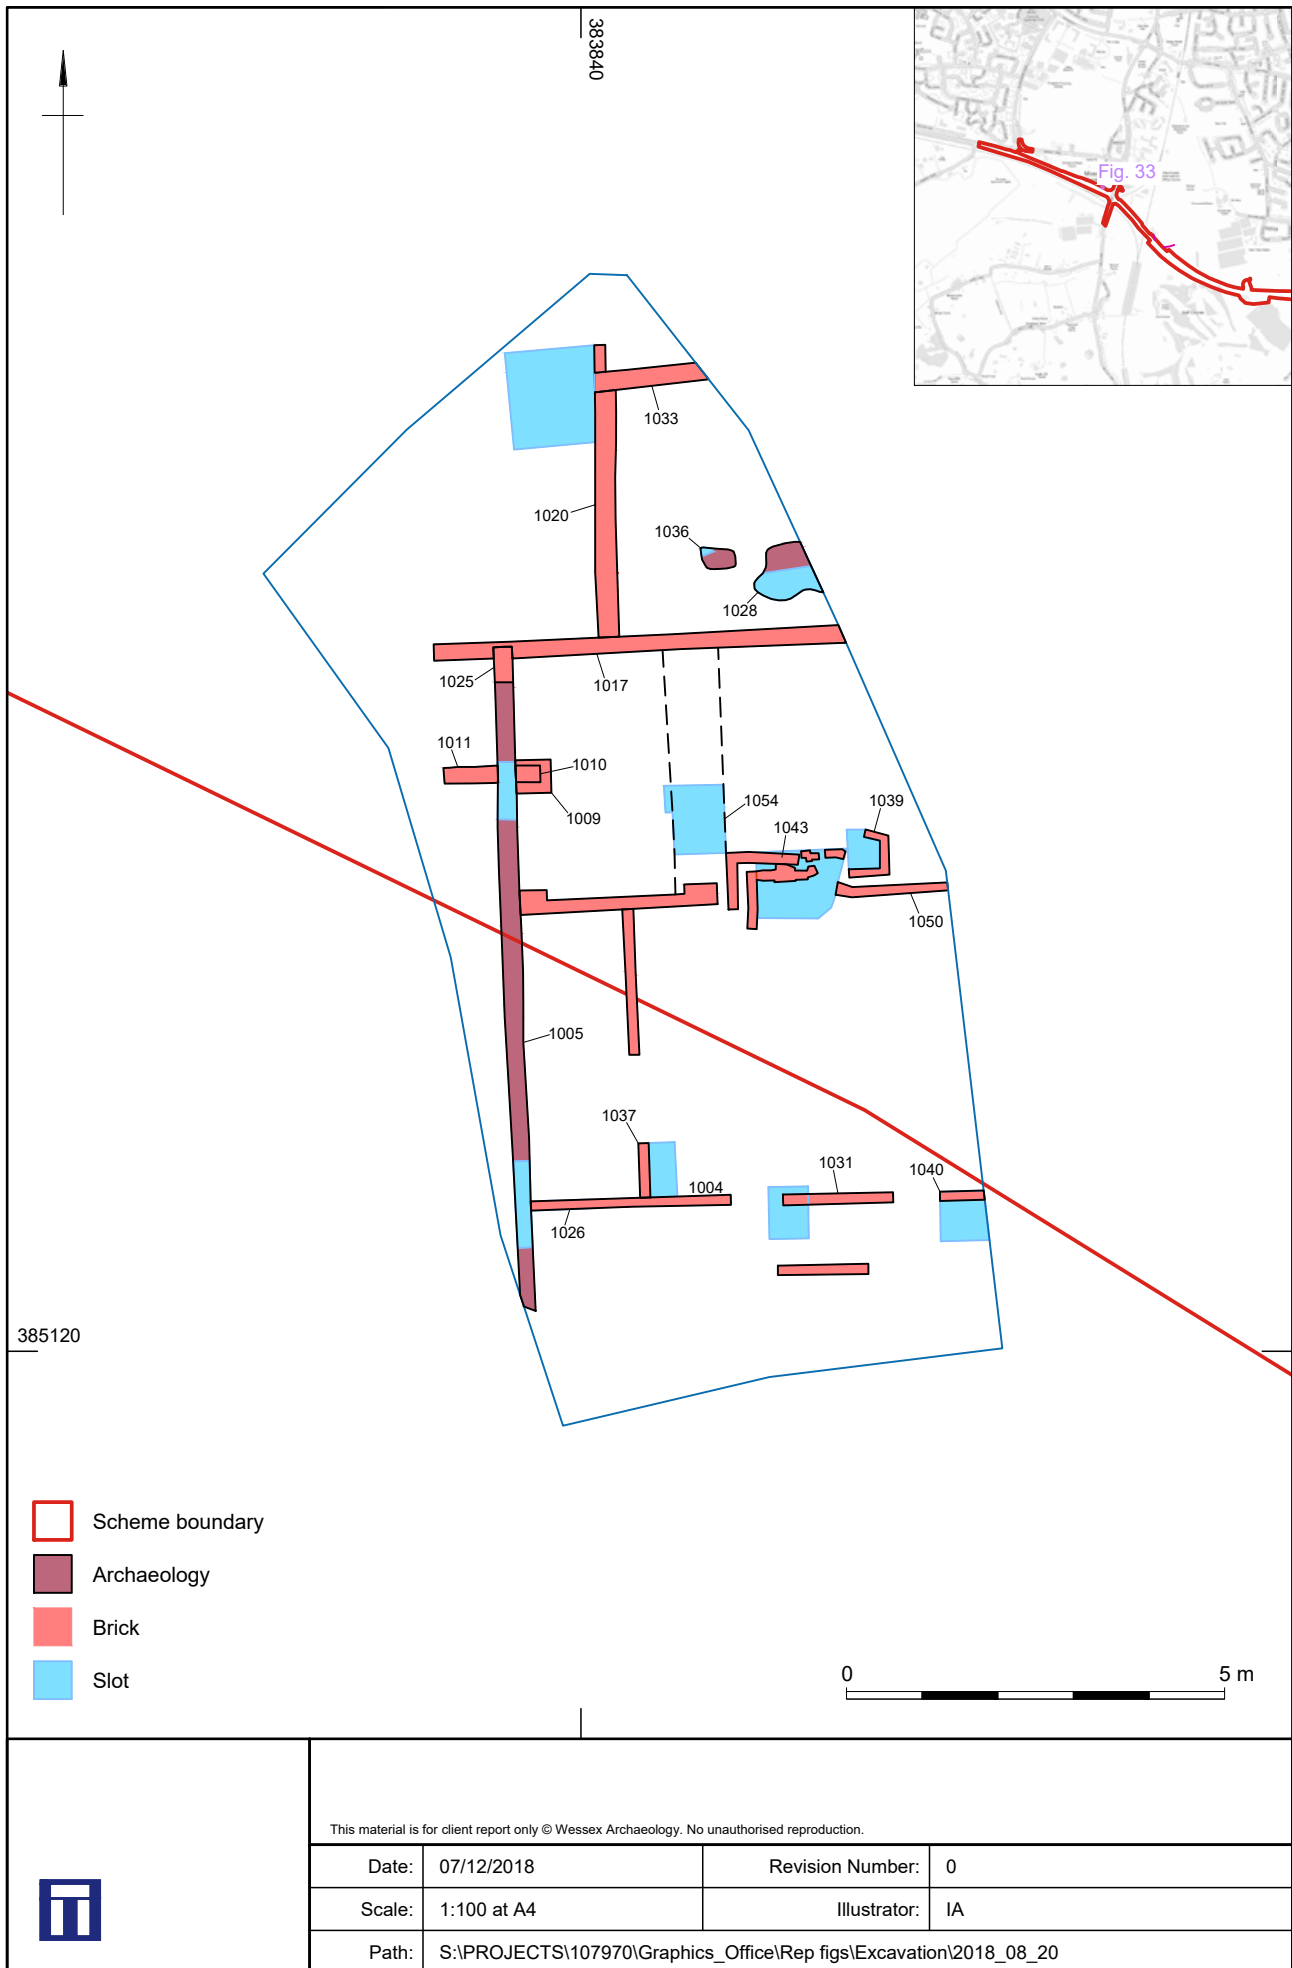 383840
Fig. 33
1033
1020
1036
1028
1025
1017
1011
1010
1009
1054
1043
1039
1050
1005
1037
1004
1026
1031
1040
385120
Scheme boundary
Archaeology
Brick
Slot
0 5 m
This material is for client report only © Wessex Archaeology. No unauthorised reproduction.
Date: 07/12/2018 Revision Number: 0
Scale: 1:100 at A4 Illustrator: IA
Path: S:\PROJECTS\107970\Graphics_Office\Rep figs\Excavation\2018_08_20